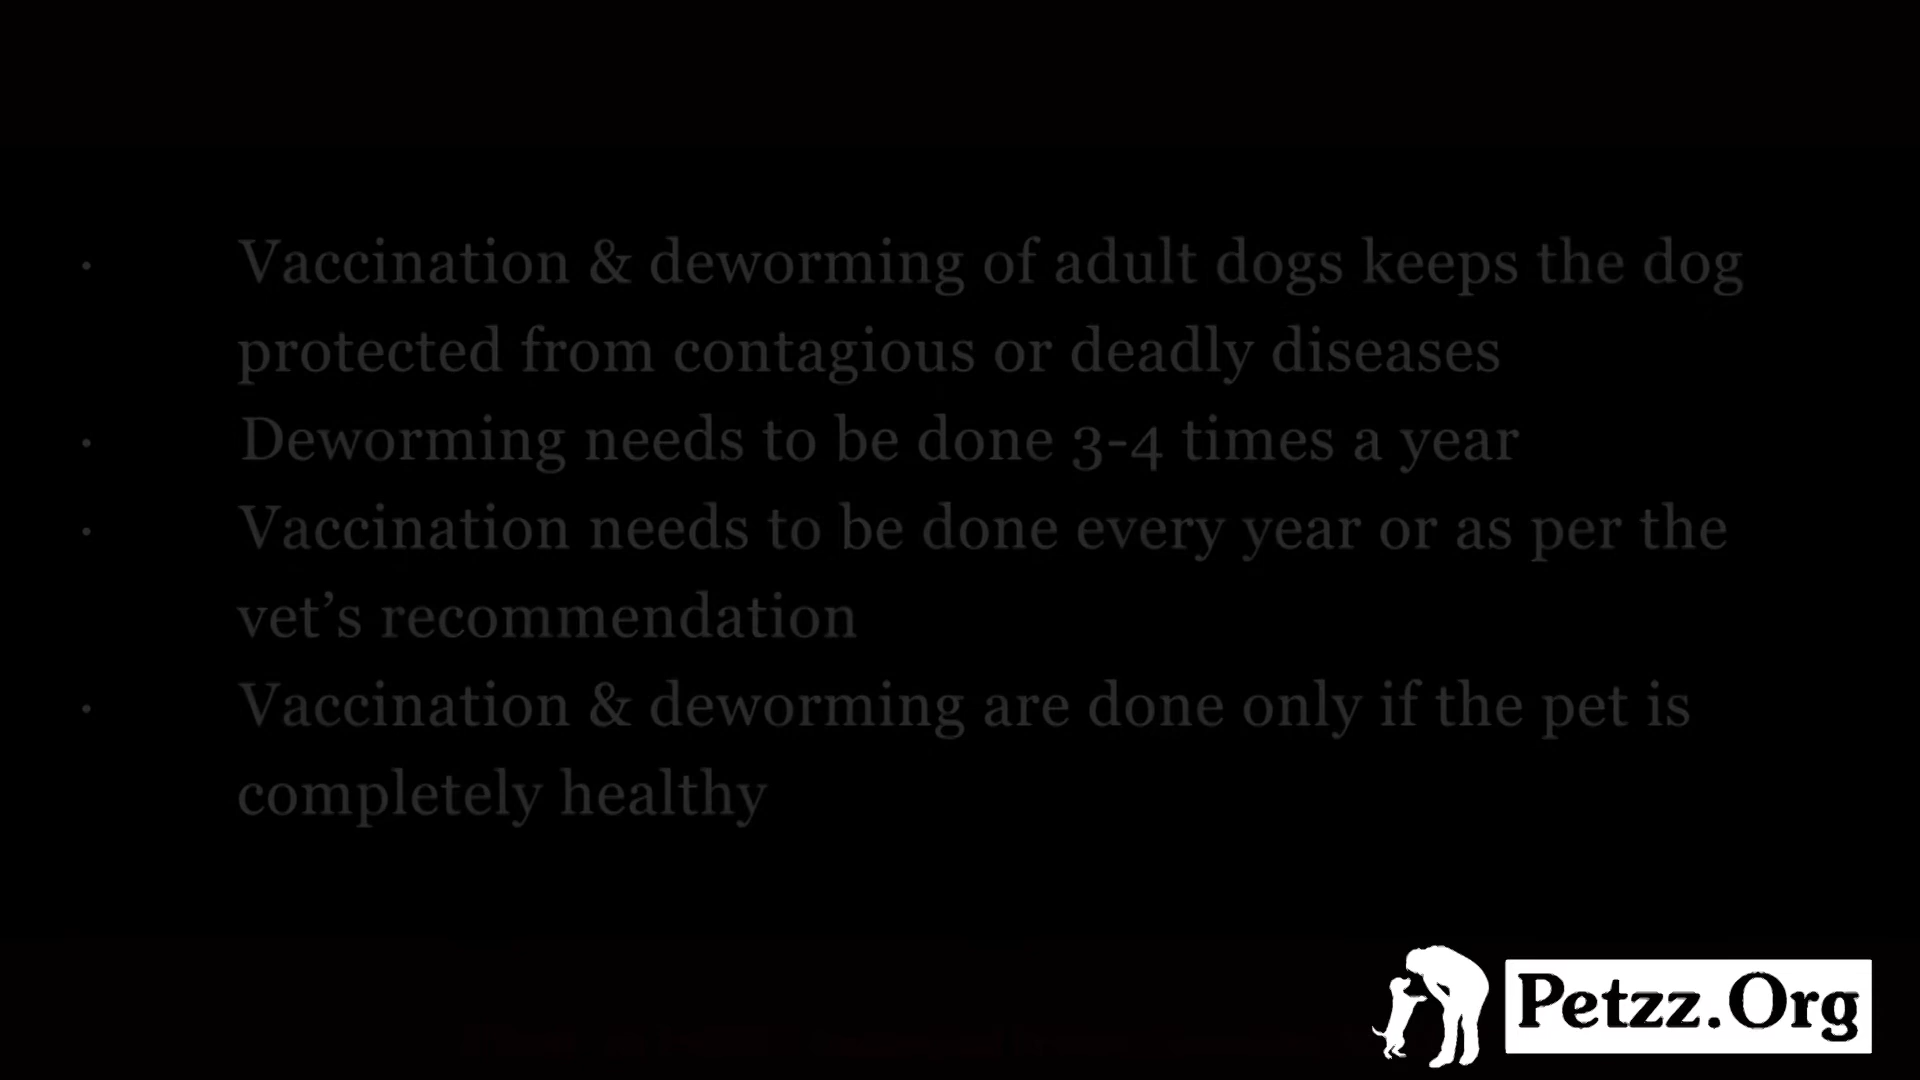 · Vaccination & deworming of adult dogs keeps the dog
protected from contagious or deadly diseases
· Deworming needs to be done 3-4 times a year
· Vaccination needs to be done every year or as per the
vet’s recommendation
· Vaccination & deworming are done only if the pet is
completely healthy
Petzz.Org